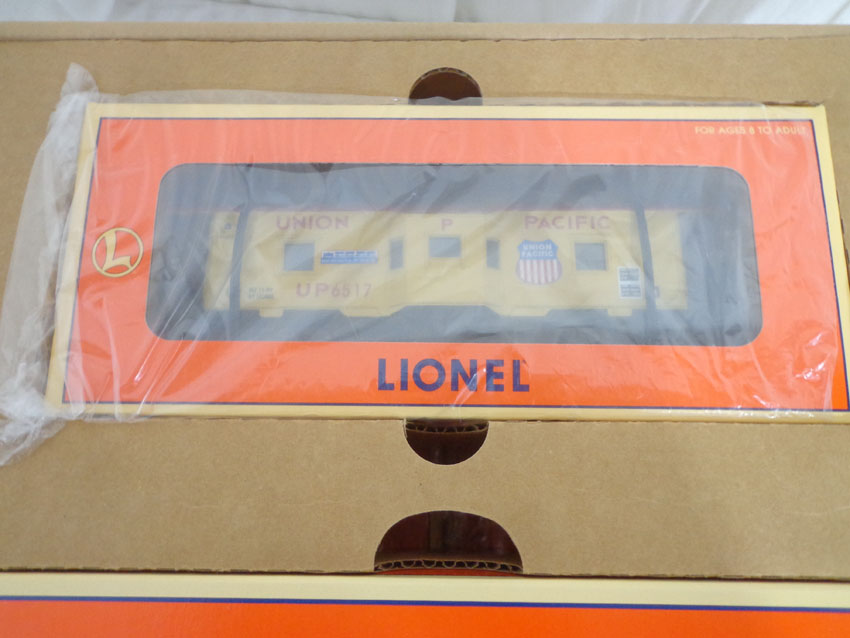 FOR AGES 8 TO ADULT
L
UNION P PACIFIC
UNION
PACIFIC
UP6517
LIONEL